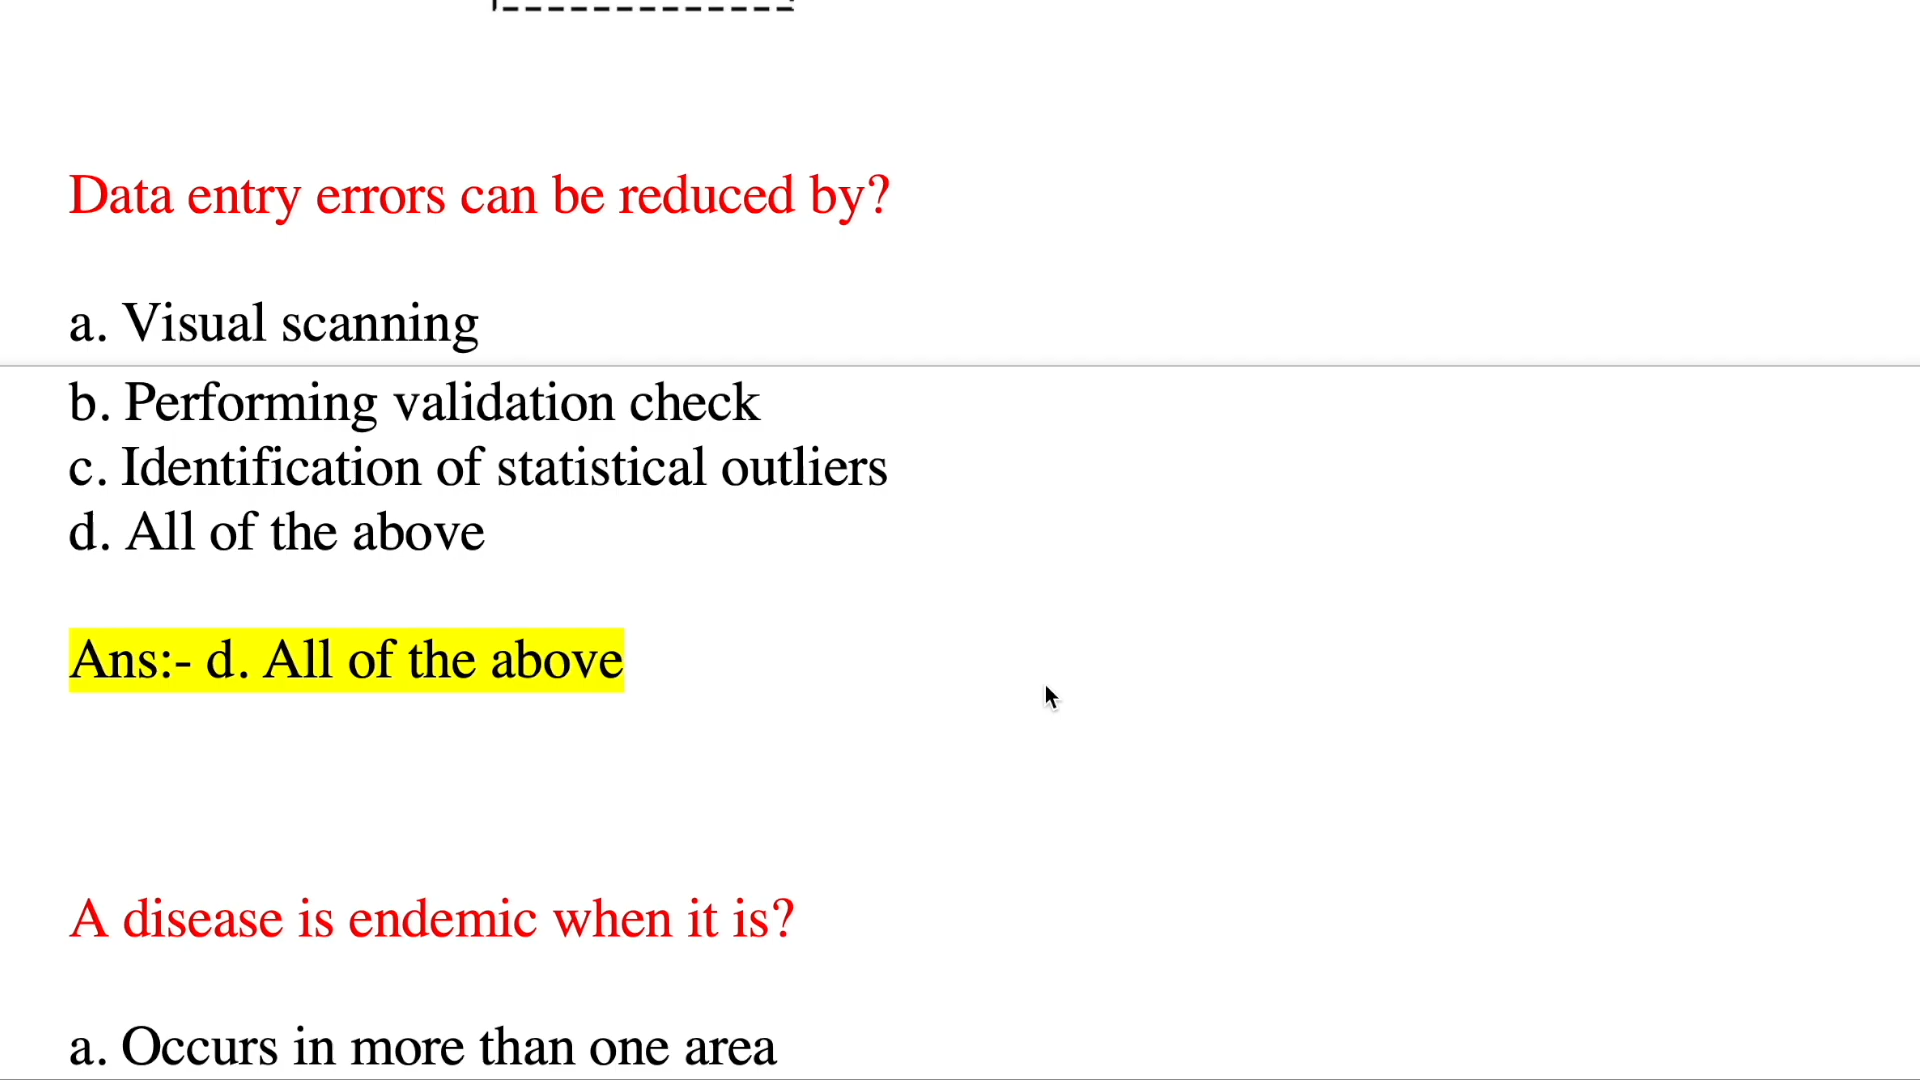 Data entry errors can be reduced by?
a. Visual scanning
b. Performing validation check
c. Identification of statistical outliers
d. All of the above
Ans:- d. All of the above
A disease is endemic when it is?
a. Occurs in more than one area